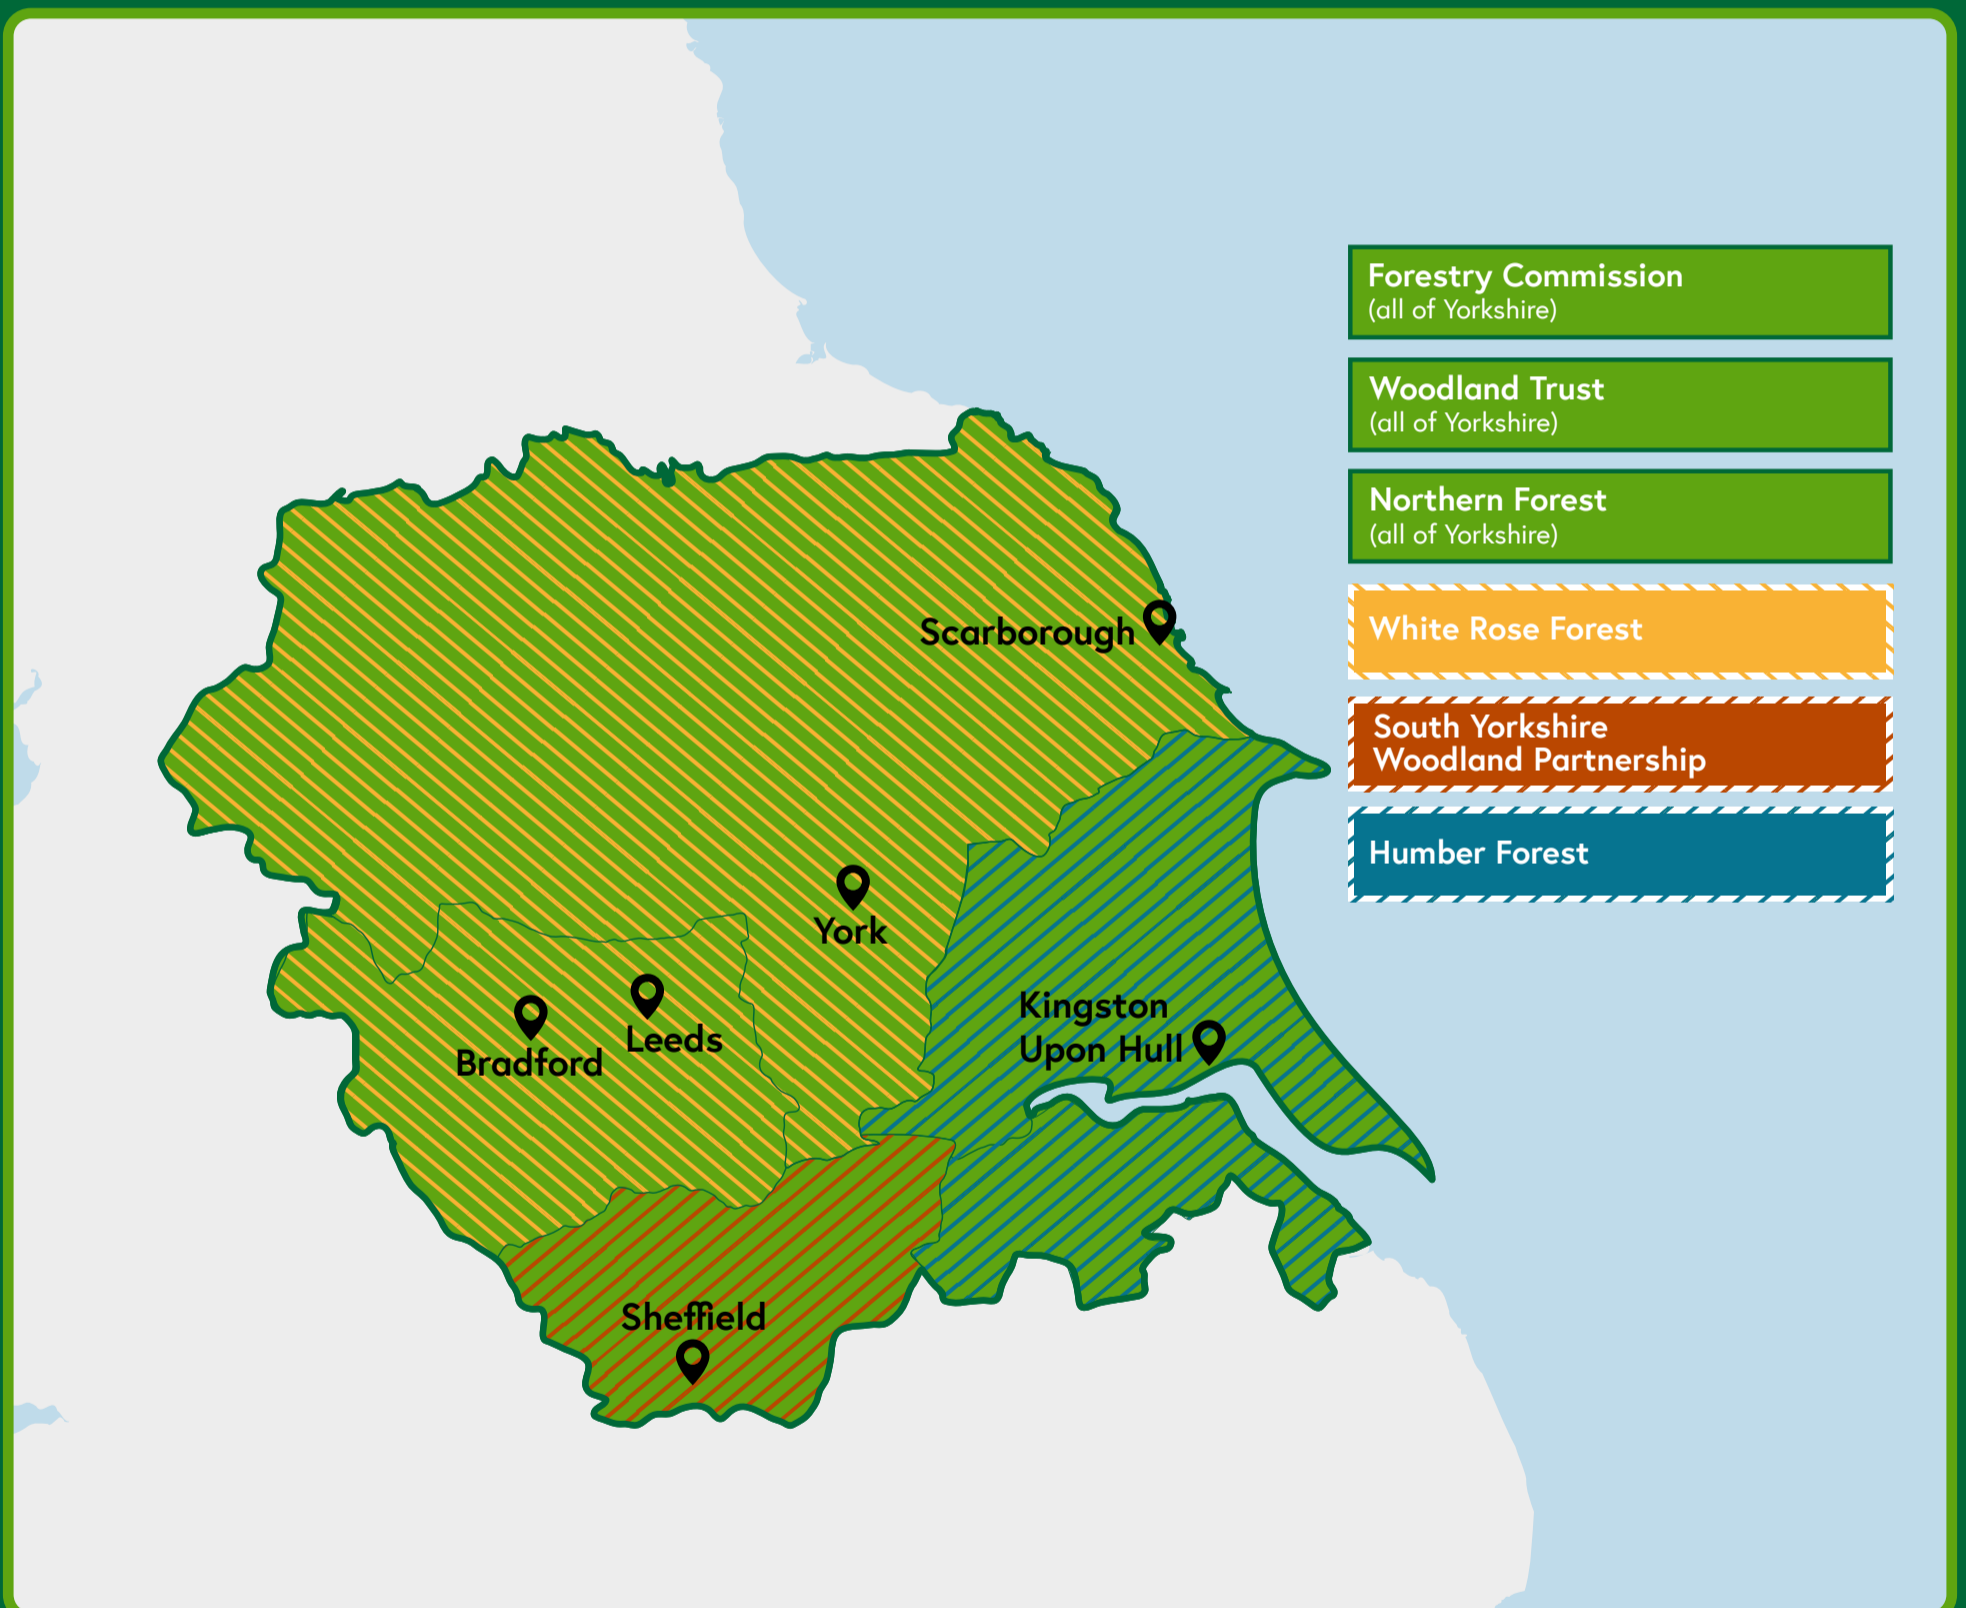 Forestry Commission
(all of Yorkshire)
Woodland Trust
(all of Yorkshire)
Northern Forest
(all of Yorkshire)
White Rose Forest
South Yorkshire
Woodland Partnership
Humber Forest
Scarborough
York
Kingston
Upon Hull
Leeds
Bradford
Sheffield